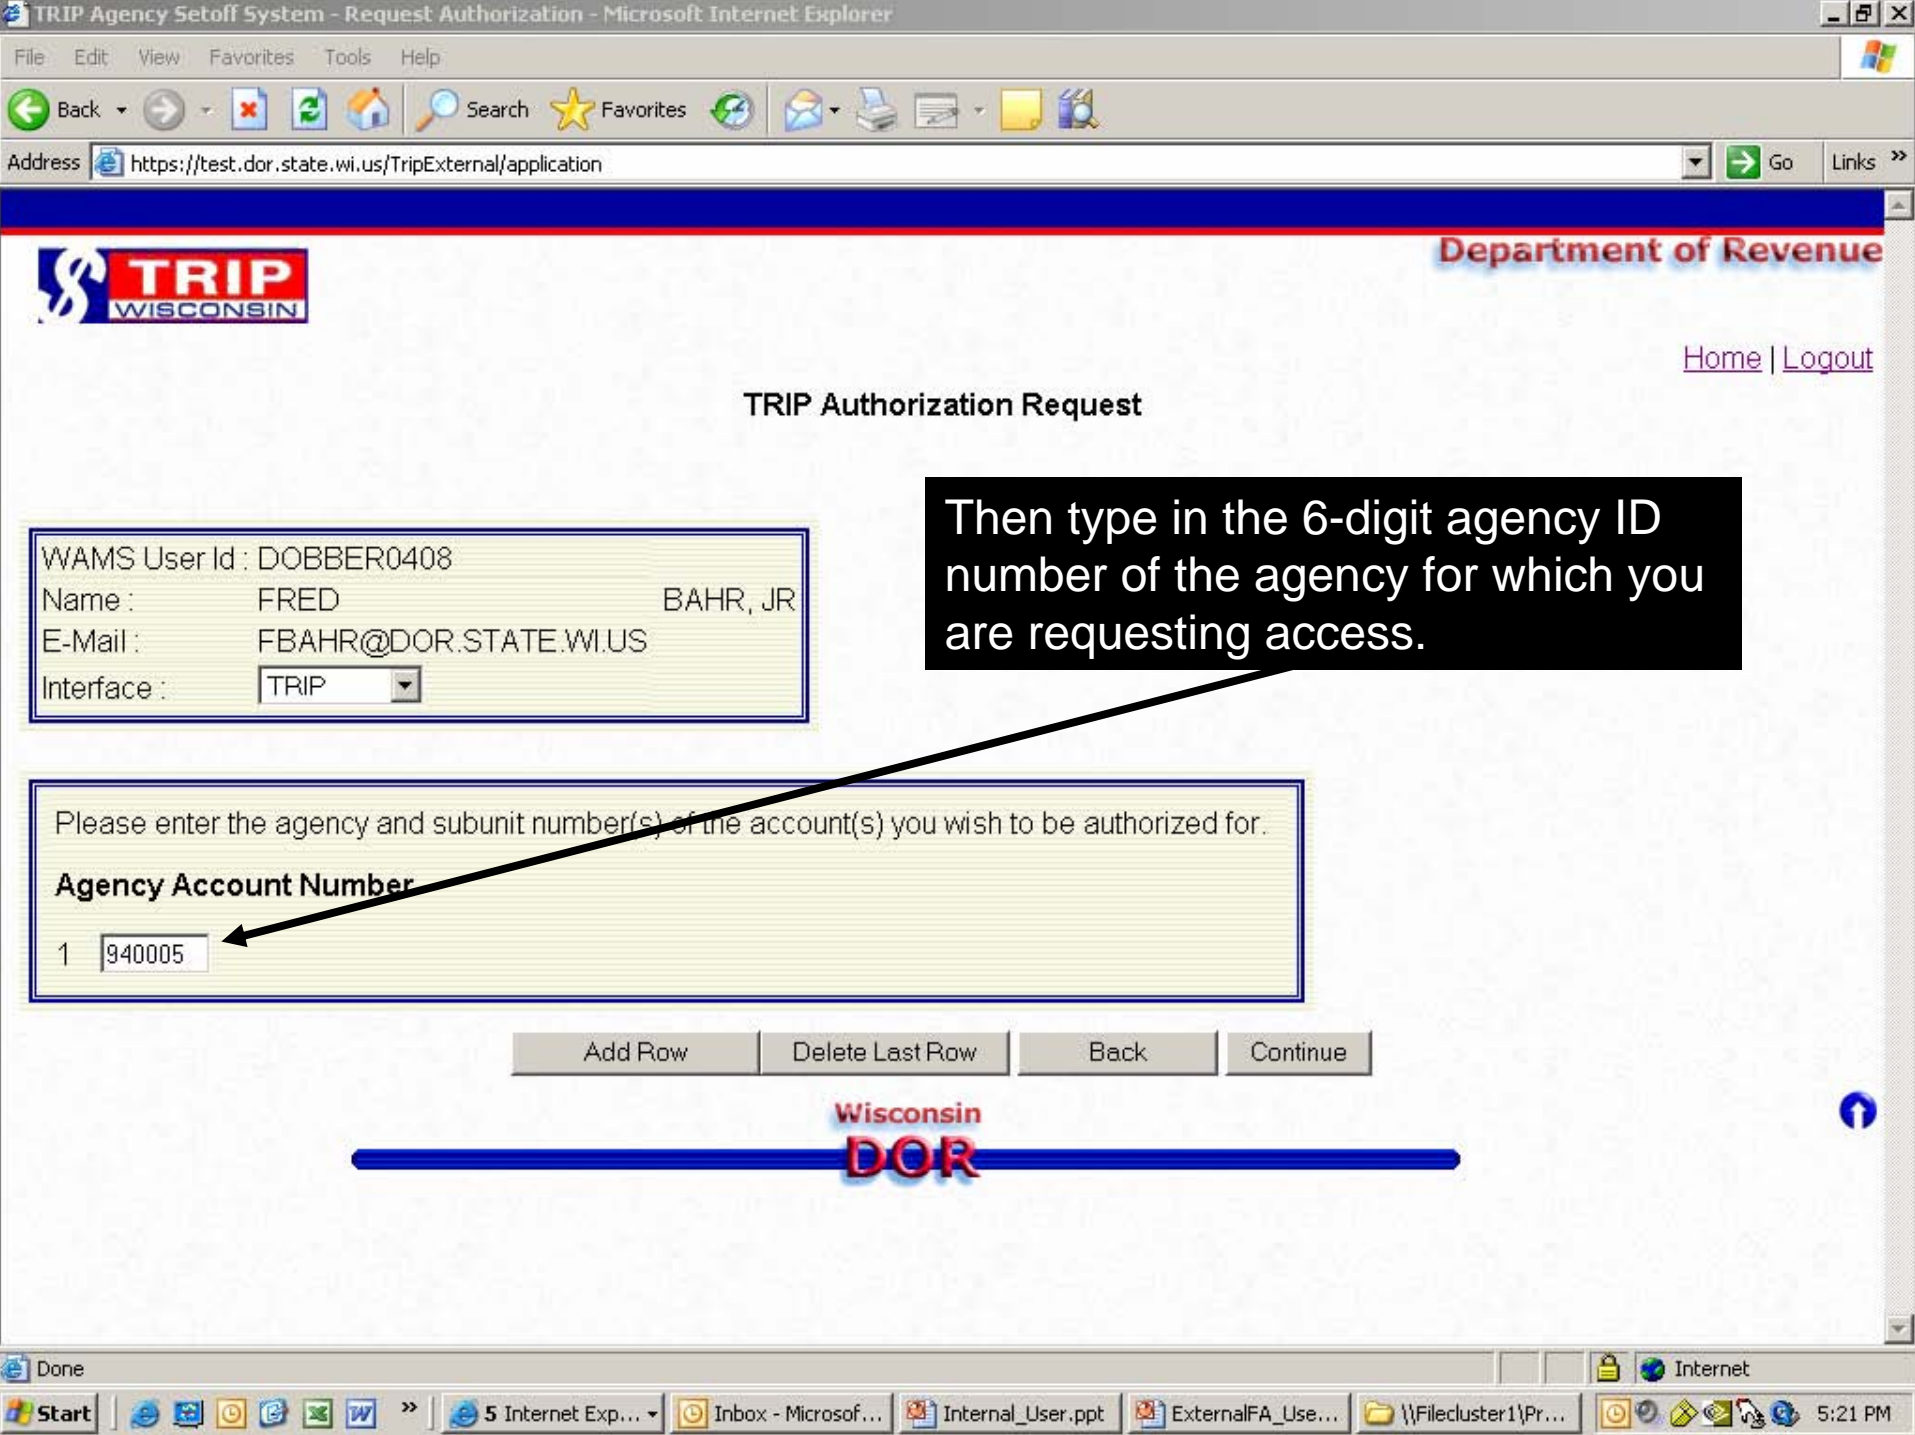 TRIP Agency Setoff System - Request Authorization - Microsoft Internet Explorer
File Edit View Favorites Tools Help
Back Search Favorites
Address https://test.dor.state.wi.us/TripExternal/application Go Links »
TRIP
WISCONSIN
Department of Revenue
Home | Logout
TRIP Authorization Request
Then type in the 6-digit agency ID
number of the agency for which you
are requesting access.
WAMS User Id : DOBBER0408
Name : FRED BAHR, JR
E-Mail : FBAHR@DOR.STATE.WI.US
Interface : TRIP
Please enter the agency and subunit number(s) of the account(s) you wish to be authorized for.
Agency Account Number
1 940005
Add Row Delete Last Row Back Continue
Wisconsin
DOR
Done Internet
Start » 5 Internet Exp... Inbox - Microsof... Internal_User.ppt ExternalFA_Use... \\Filecluster1\Pr... 5:21 PM